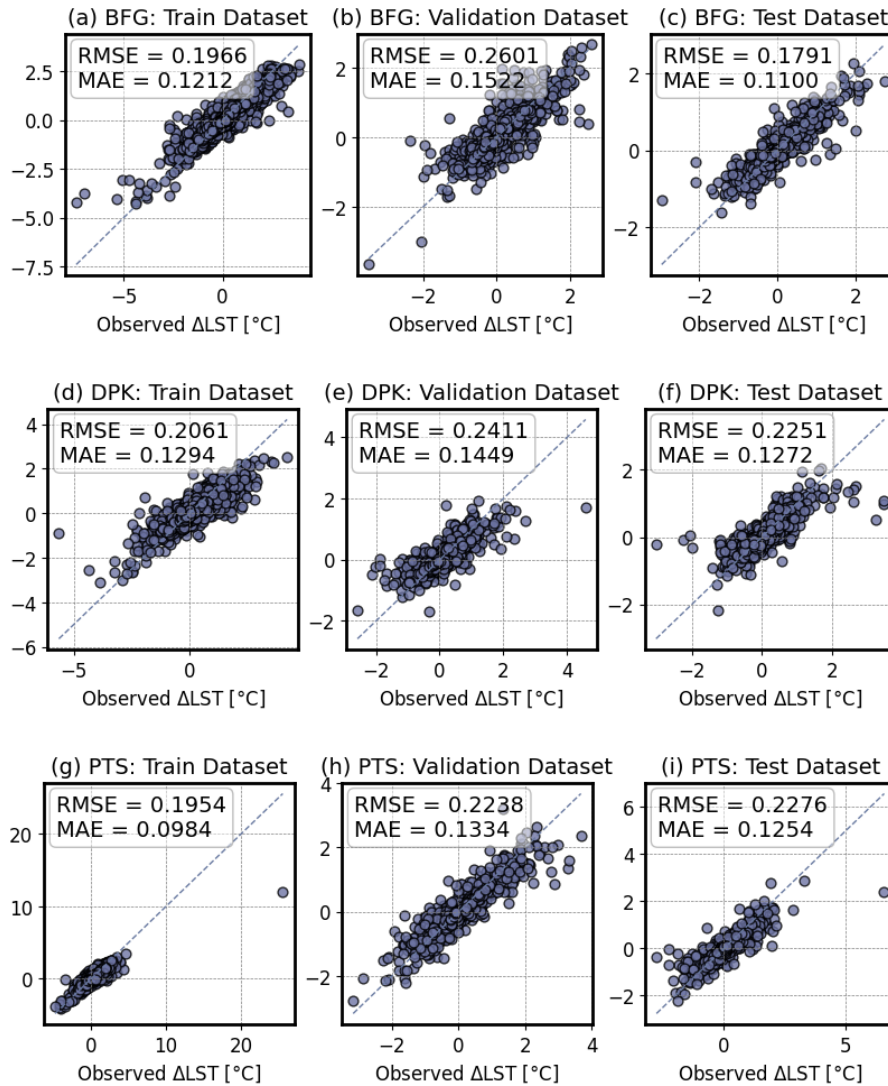 (a) BFG: Train Dataset
(b) BFG: Validation Dataset
(c) BFG: Test Dataset
RMSE = 0.1966
MAE = 0.1212
RMSE = 0.2601
MAE = 0.1522
RMSE = 0.1791
MAE = 0.1100
2.5
0.0
−2.5
−5.0
−7.5
2
0
−2
2
0
−2
−5 0
−2 0 2
−2 0 2
Observed ΔLST [°C]
Observed ΔLST [°C]
Observed ΔLST [°C]
(d) DPK: Train Dataset
(e) DPK: Validation Dataset
(f) DPK: Test Dataset
RMSE = 0.2061
MAE = 0.1294
RMSE = 0.2411
MAE = 0.1449
RMSE = 0.2251
MAE = 0.1272
4
2
0
−2
−4
−6
4
2
0
−2
2
0
−2
−5 0
−2 0 2 4
−2 0 2
Observed ΔLST [°C]
Observed ΔLST [°C]
Observed ΔLST [°C]
(g) PTS: Train Dataset
(h) PTS: Validation Dataset
(i) PTS: Test Dataset
RMSE = 0.1954
MAE = 0.0984
RMSE = 0.2238
MAE = 0.1334
RMSE = 0.2276
MAE = 0.1254
20
10
0
4
2
0
−2
6
4
2
0
−2
0 10 20
−2 0 2 4
0 5
Observed ΔLST [°C]
Observed ΔLST [°C]
Observed ΔLST [°C]